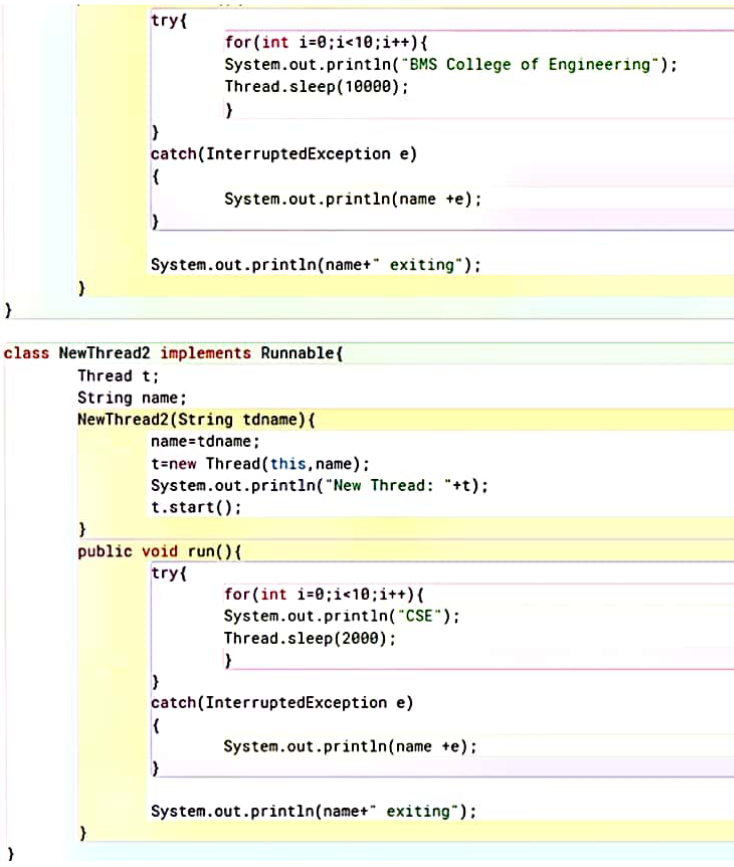 try{
for(int i=0;i<10;i++){
System.out.println("BMS College of Engineering");
Thread.sleep(10000);
}
}
catch(InterruptedException e)
{
System.out.println(name +e);
}
System.out.println(name+" exiting");
}
}
class NewThread2 implements Runnable{
Thread t;
String name;
NewThread2(String tdname){
name=tdname;
t=new Thread(this,name);
System.out.println("New Thread: "+t);
t.start();
}
public void run(){
try{
for(int i=0;i<10;i++){
System.out.println("CSE");
Thread.sleep(2000);
}
}
catch(InterruptedException e)
{
System.out.println(name +e);
}
System.out.println(name+" exiting");
}
}